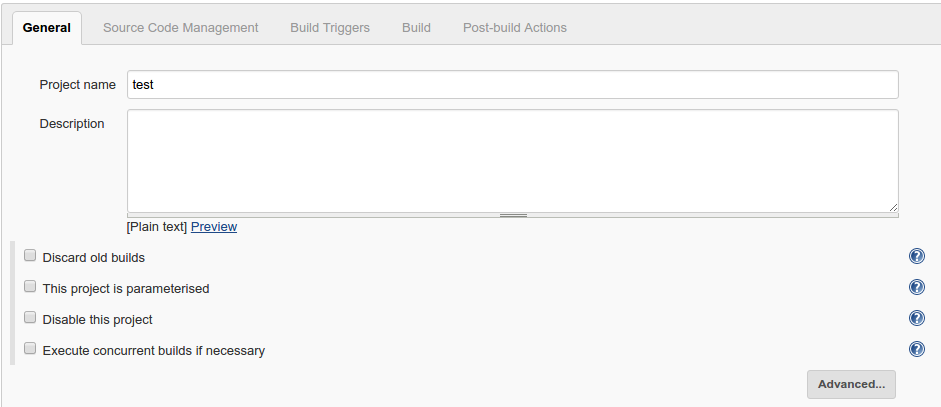 General Source Code Management Build Triggers Build Post-build Actions
Project name test
Description
[Plain text] Preview
Discard old builds ?
This project is parameterised ?
Disable this project ?
Execute concurrent builds if necessary ?
Advanced...